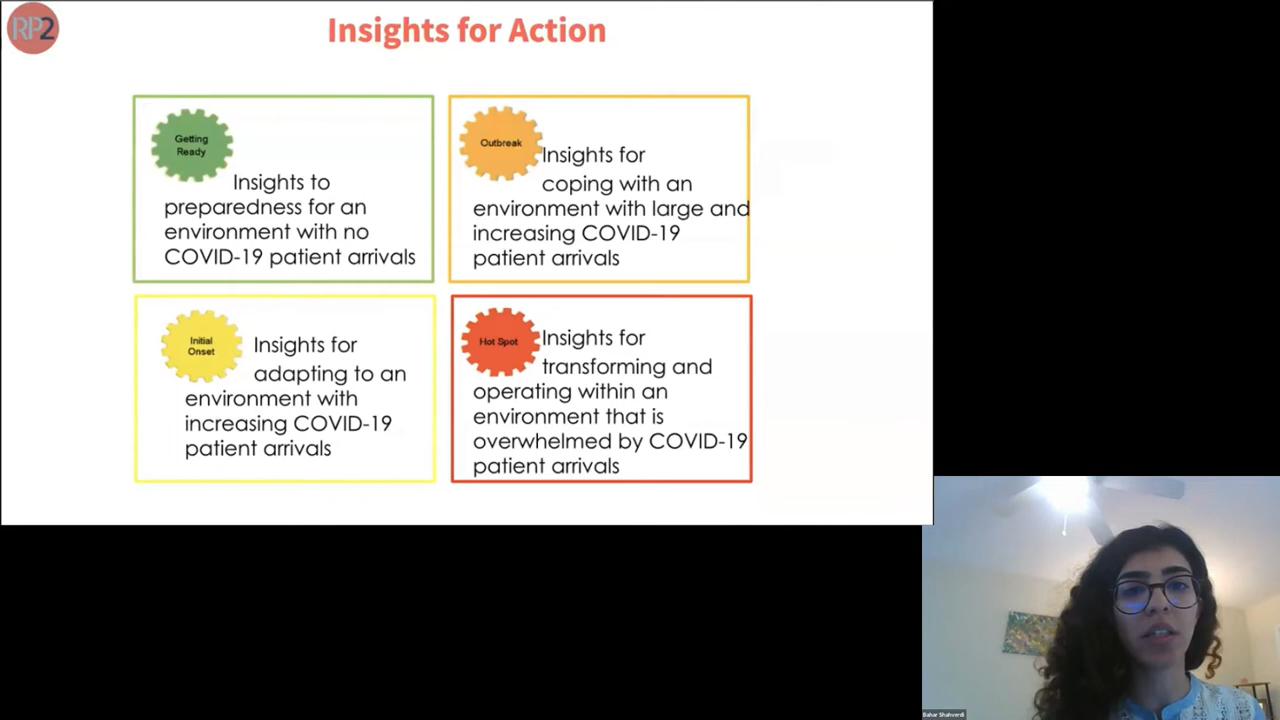 RP2
Insights for Action
Getting
Ready
Insights to
preparedness for an
environment with no
COVID-19 patient arrivals
Outbreak
Insights for
coping with an
environment with large and
increasing COVID-19
patient arrivals
Initial
Onset
Insights for
adapting to an
environment with
increasing COVID-19
patient arrivals
Hot Spot
Insights for
transforming and
operating within an
environment that is
overwhelmed by COVID-19
patient arrivals
Bahar Shahverdi